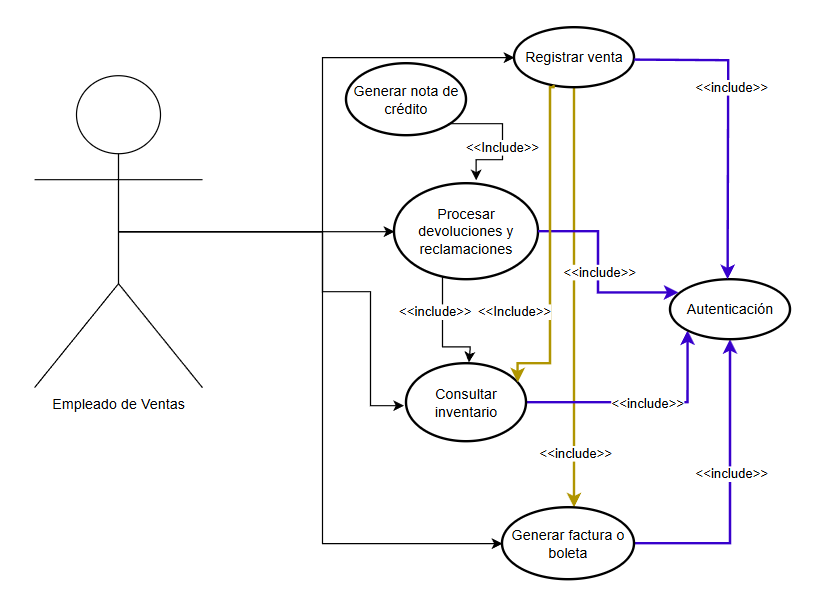 Registrar venta
<<include>>
Generar nota de
crédito
<<Include>>
Procesar
devoluciones y
reclamaciones
<<include>>
<<include>>
<<Include>>
Autenticación
Consultar
inventario
<<include>>
Empleado de Ventas
<<include>>
<<include>>
Generar factura o
boleta